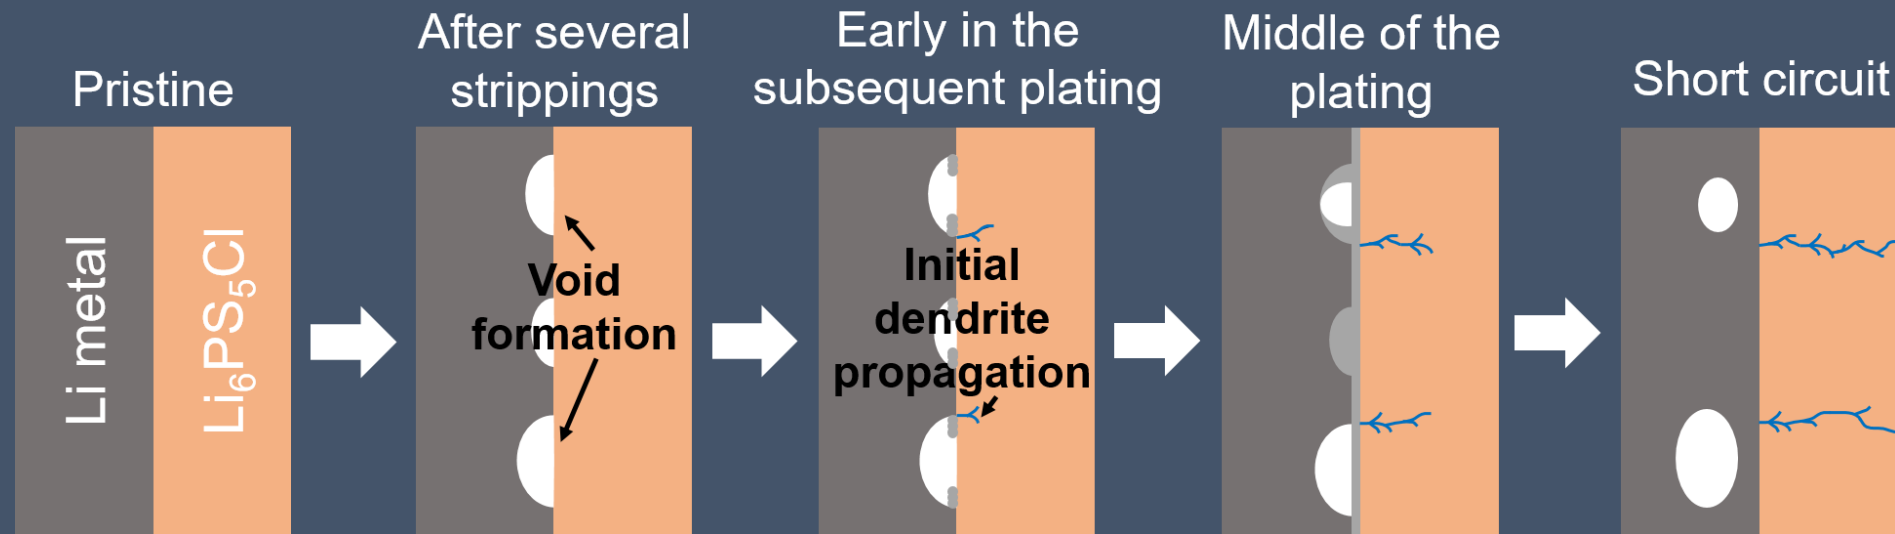 Pristine
Li metal
Li₆PS₅Cl
After several
strippings
Void
formation
Early in the
subsequent plating
Initial
dendrite
propagation
Middle of the
plating
Short circuit